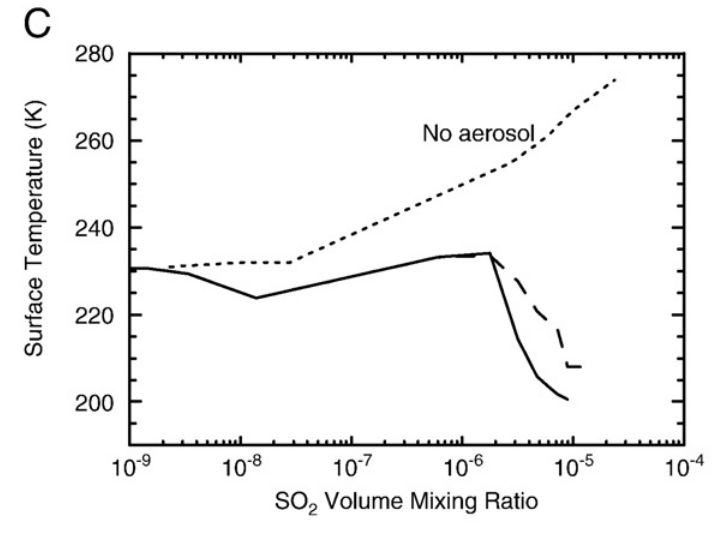 C
280
260
240
220
200
Surface Temperature (K)
No aerosol
10⁻⁹ 10⁻⁸ 10⁻⁷ 10⁻⁶ 10⁻⁵ 10⁻⁴
SO₂ Volume Mixing Ratio